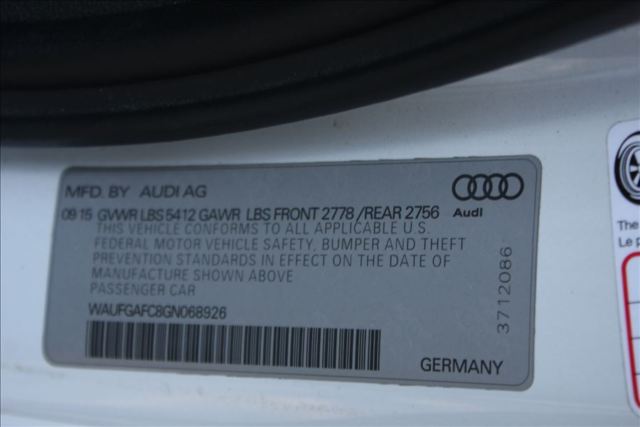 MFD. BY AUDI AG
09 15 GVWR LBS 5412 GAWR LBS FRONT 2778 /REAR 2756
Audi
THIS VEHICLE CONFORMS TO ALL APPLICABLE U.S.
FEDERAL MOTOR VEHICLE SAFETY, BUMPER AND THEFT
PREVENTION STANDARDS IN EFFECT ON THE DATE OF
MANUFACTURE SHOWN ABOVE
PASSENGER CAR
WAUFGAFC8GN068926
GERMANY
3712086
The
Le